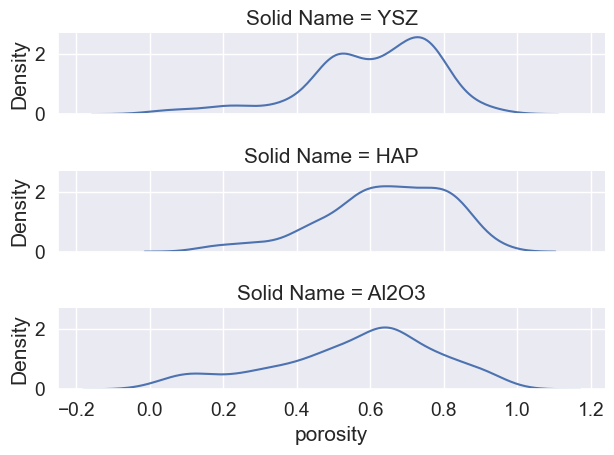 Solid Name = YSZ
Density
2
0
Solid Name = HAP
Density
2
0
Solid Name = Al2O3
Density
2
0
−0.2 0.0 0.2 0.4 0.6 0.8 1.0 1.2
porosity